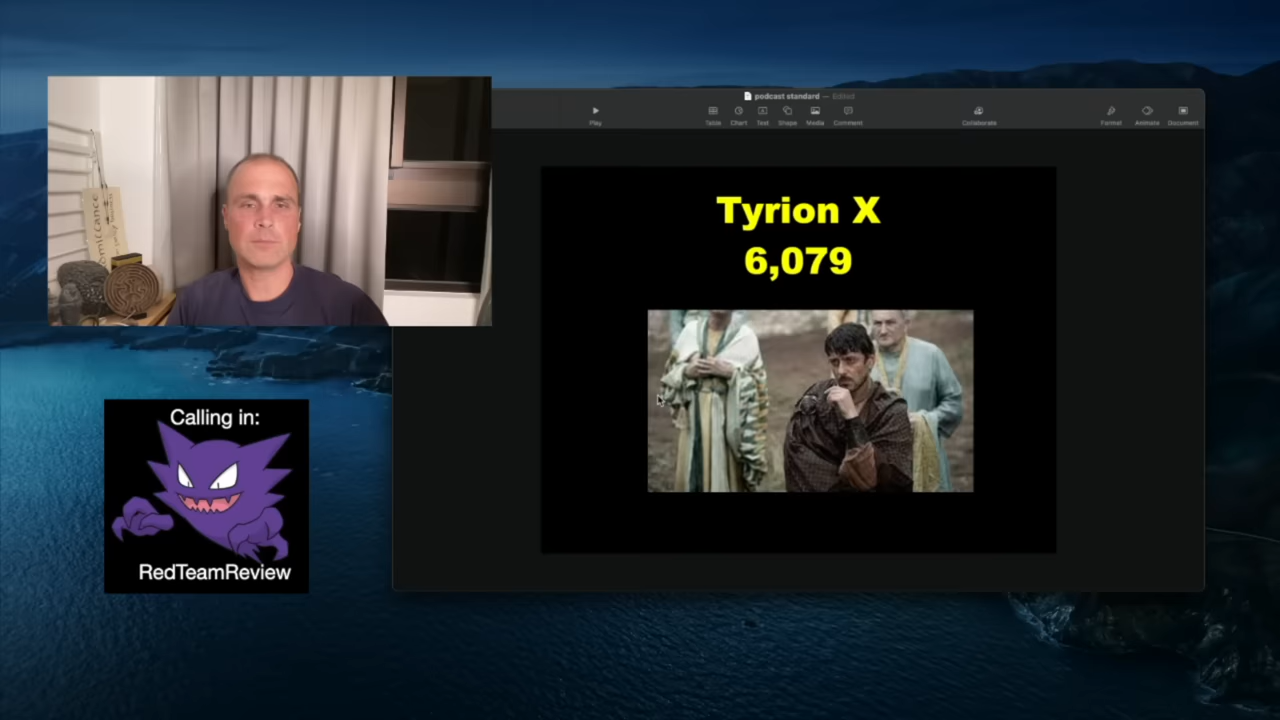 podcast standard — Edited
Play
Table
Chart
Text
Shape
Media
Comment
Collaborate
Format
Animate
Document
Tyrion X
6,079
Calling in:
RedTeamReview